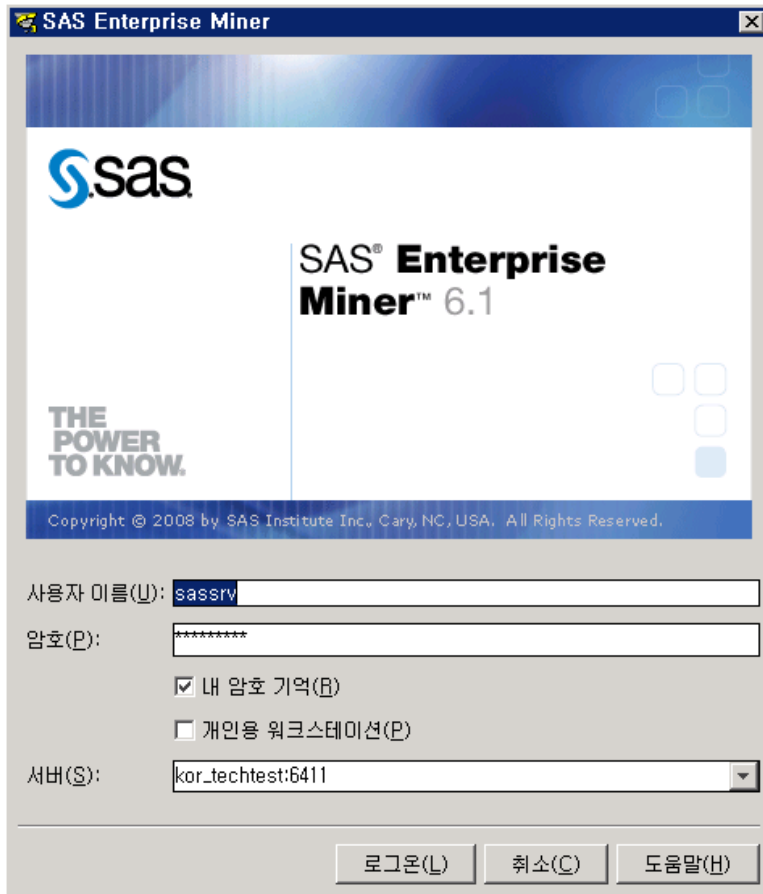 SAS Enterprise Miner
sas
SAS® Enterprise
Miner™ 6.1
THE
POWER
TO KNOW.
Copyright © 2008 by SAS Institute Inc., Cary, NC, USA. All Rights Reserved.
사용자 이름(U): sassrv
암호(P): *********
내 암호 기억(R)
개인용 워크스테이션(P)
서버(S): kor_techtest:6411
로그온(L) 취소(C) 도움말(H)